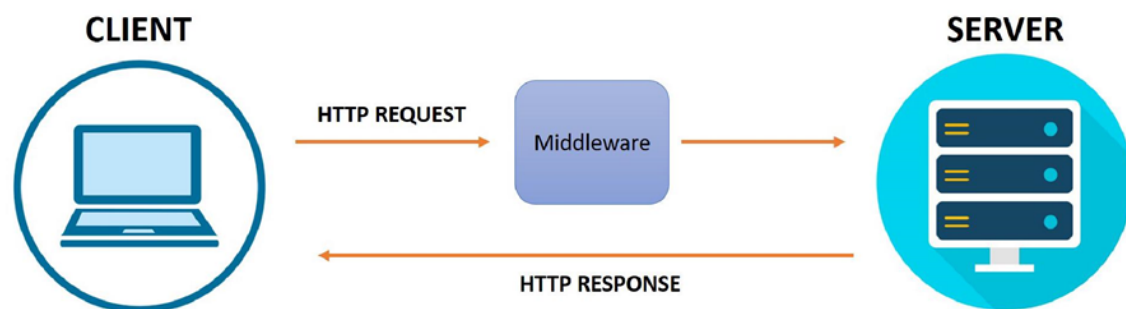 CLIENT
SERVER
HTTP REQUEST
Middleware
HTTP RESPONSE